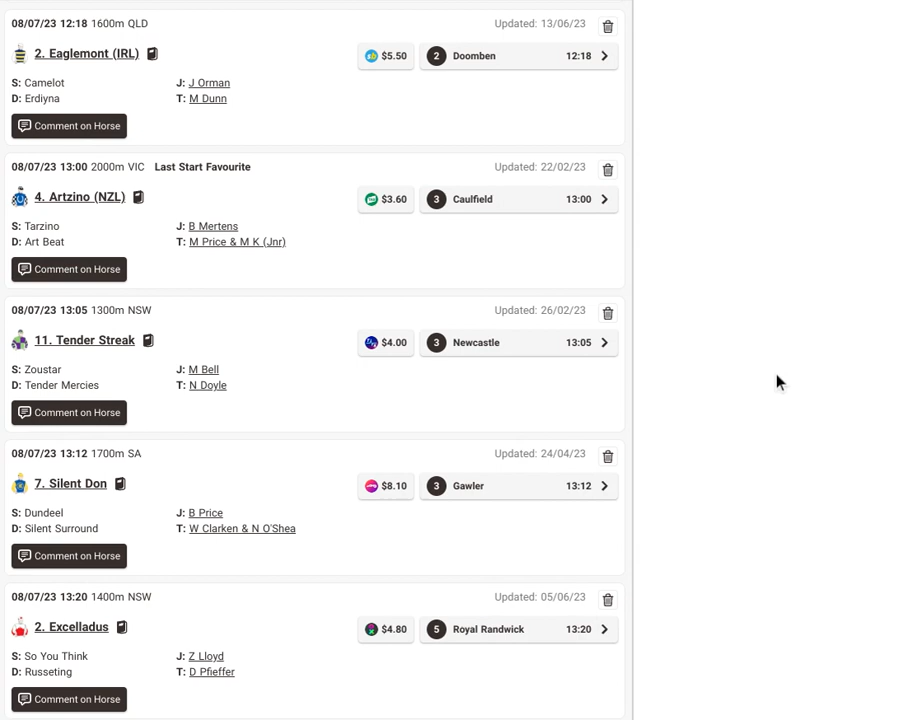 08/07/23 12:18 1600m QLD Updated: 13/06/23
2. Eaglemont (IRL) $5.50 2 Doomben 12:18
S: Camelot J: J Orman
D: Erdiyna T: M Dunn
Comment on Horse
08/07/23 13:00 2000m VIC Last Start Favourite Updated: 22/02/23
4. Artzino (NZL) $3.60 3 Caulfield 13:00
S: Tarzino J: B Mertens
D: Art Beat T: M Price & M K (Jnr)
Comment on Horse
08/07/23 13:05 1300m NSW Updated: 26/02/23
11. Tender Streak $4.00 3 Newcastle 13:05
S: Zoustar J: M Bell
D: Tender Mercies T: N Doyle
Comment on Horse
08/07/23 13:12 1700m SA Updated: 24/04/23
7. Silent Don $8.10 3 Gawler 13:12
S: Dundeel J: B Price
D: Silent Surround T: W Clarken & N O'Shea
Comment on Horse
08/07/23 13:20 1400m NSW Updated: 05/06/23
2. Excelladus $4.80 5 Royal Randwick 13:20
S: So You Think J: Z Lloyd
D: Russeting T: D Pfieffer
Comment on Horse